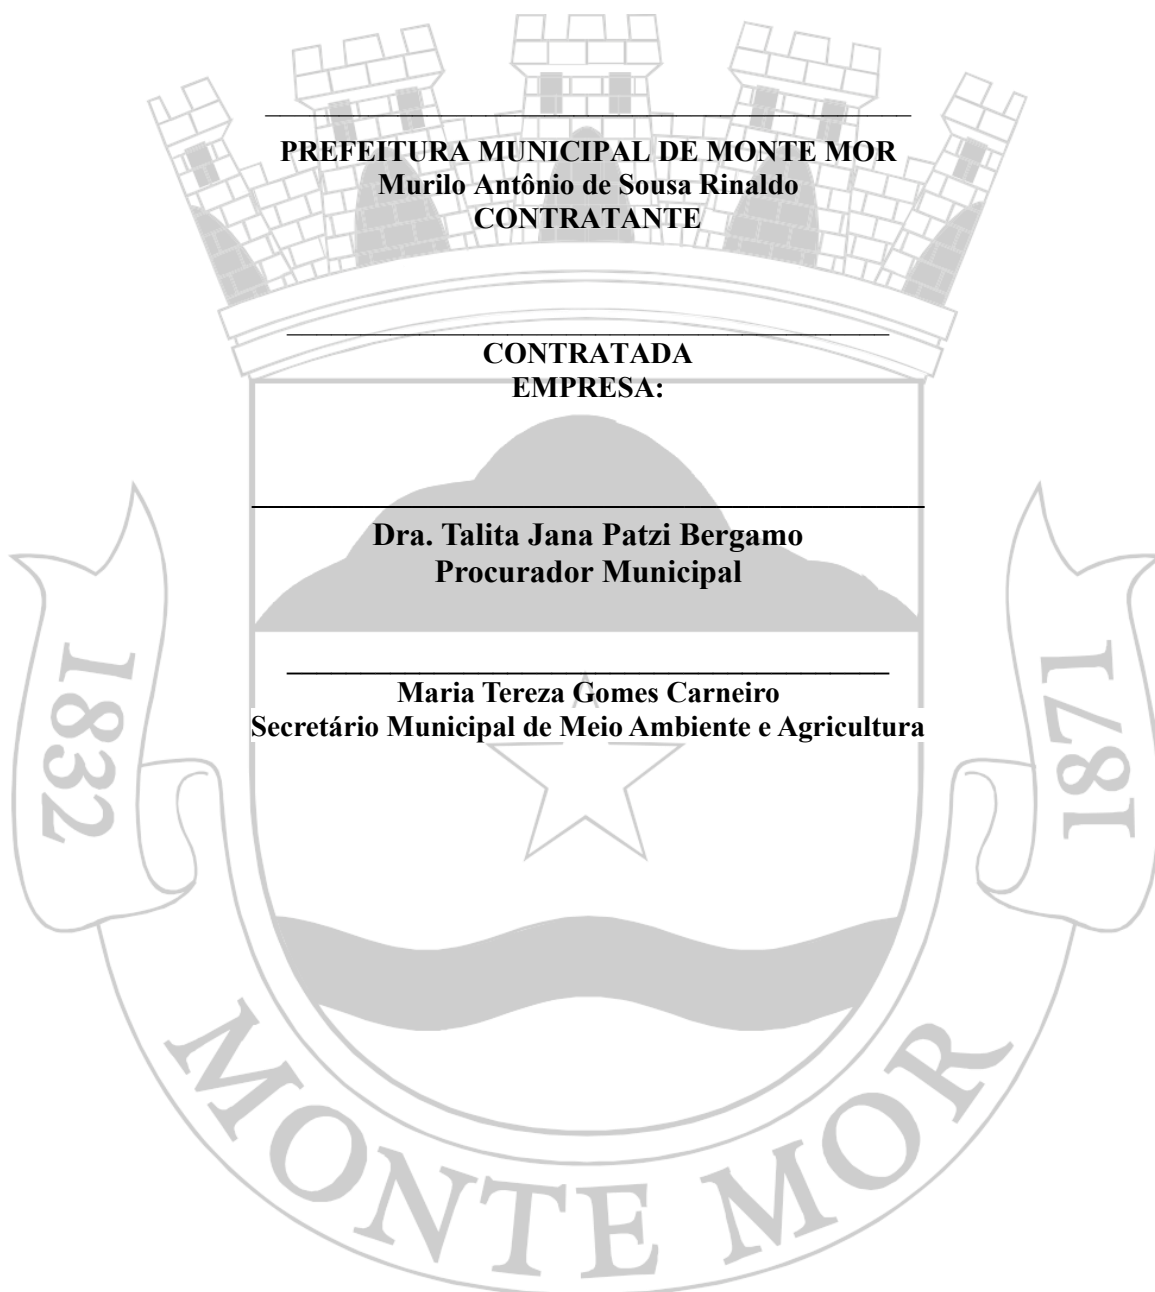 PREFEITURA MUNICIPAL DE MONTE MOR
Murilo Antônio de Sousa Rinaldo
CONTRATANTE
CONTRATADA
EMPRESA:
Dra. Talita Jana Patzi Bergamo
Procurador Municipal
Maria Tereza Gomes Carneiro
Secretário Municipal de Meio Ambiente e Agricultura
1832
1871
MONTE MOR